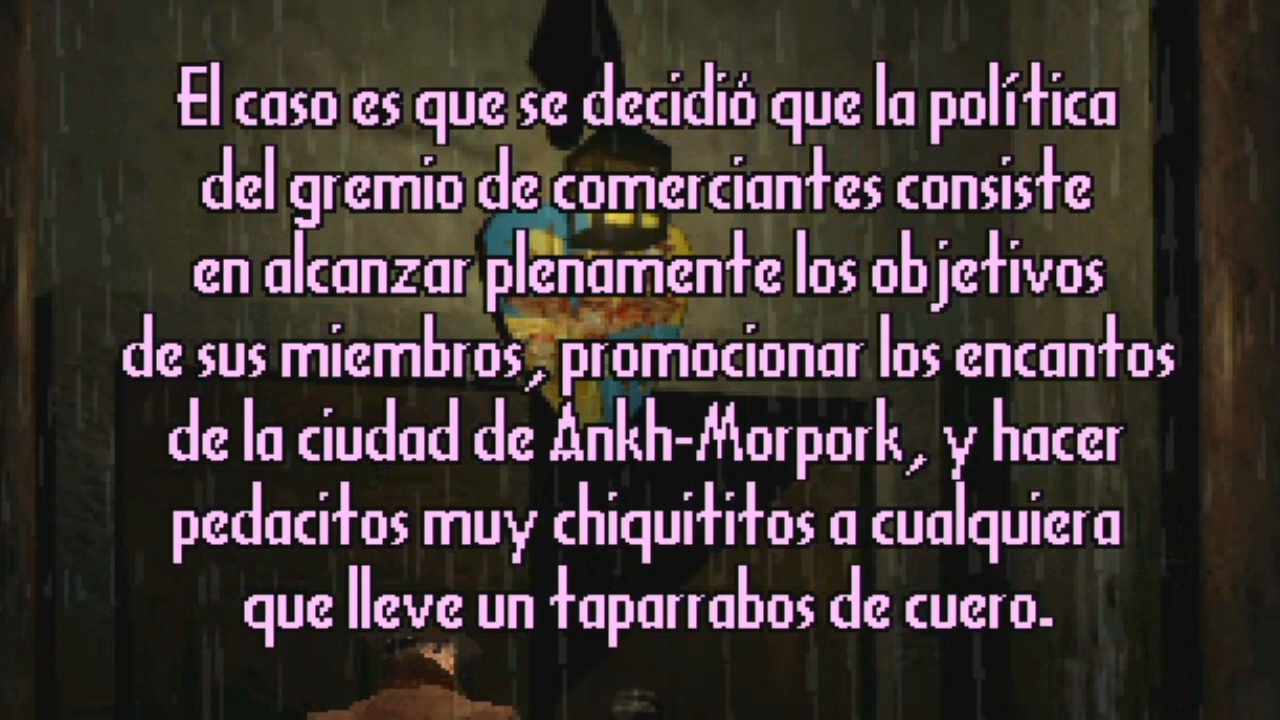 El caso es que se decidió que la política
del gremio de comerciantes consiste
en alcanzar plenamente los objetivos
de sus miembros, promocionar los encantos
de la ciudad de Ankh-Morpork, y hacer
pedacitos muy chiquititos a cualquiera
que lleve un taparrabos de cuero.